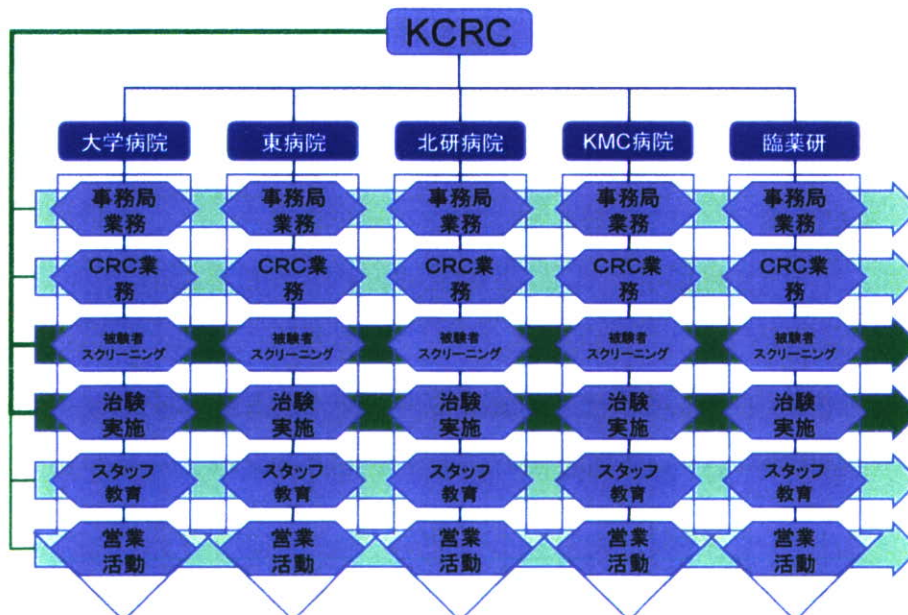 KCRC
大学病院
東病院
北研病院
KMC病院
臨薬研
事務局
業務
事務局
業務
事務局
業務
事務局
業務
事務局
業務
CRC業
務
CRC業
務
CRC業
務
CRC業
務
CRC業
務
被験者
スクリーニング
被験者
スクリーニング
被験者
スクリーニング
被験者
スクリーニング
被験者
スクリーニング
治験
実施
治験
実施
治験
実施
治験
実施
治験
実施
スタッフ
教育
スタッフ
教育
スタッフ
教育
スタッフ
教育
スタッフ
教育
営業
活動
営業
活動
営業
活動
営業
活動
営業
活動